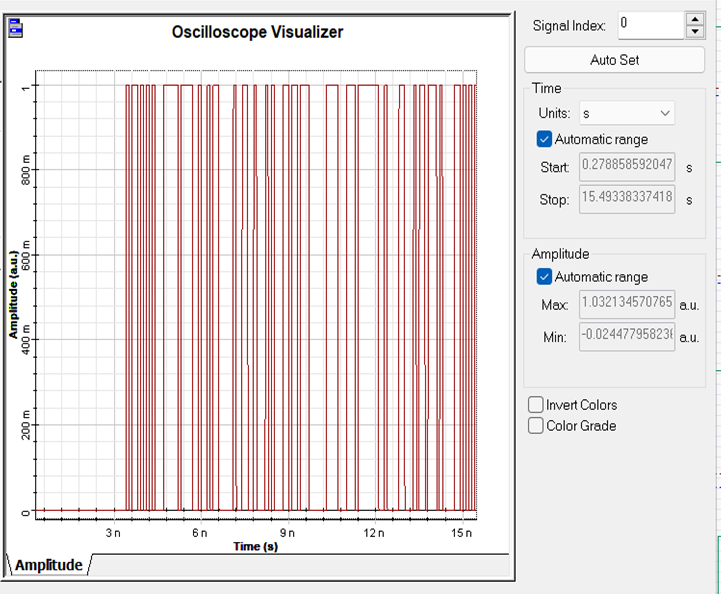 Oscilloscope Visualizer
Amplitude (a.u.)
1
800 m
600 m
400 m
200 m
0
3 n
6 n
9 n
12 n
15 n
Time (s)
Amplitude
Signal Index: 0
Auto Set
Time
Units: s
Automatic range
Start: 0.278858592047 s
Stop: 15.49338337418 s
Amplitude
Automatic range
Max: 1.032134570765 a.u.
Min: -0.02447795823 a.u.
Invert Colors
Color Grade